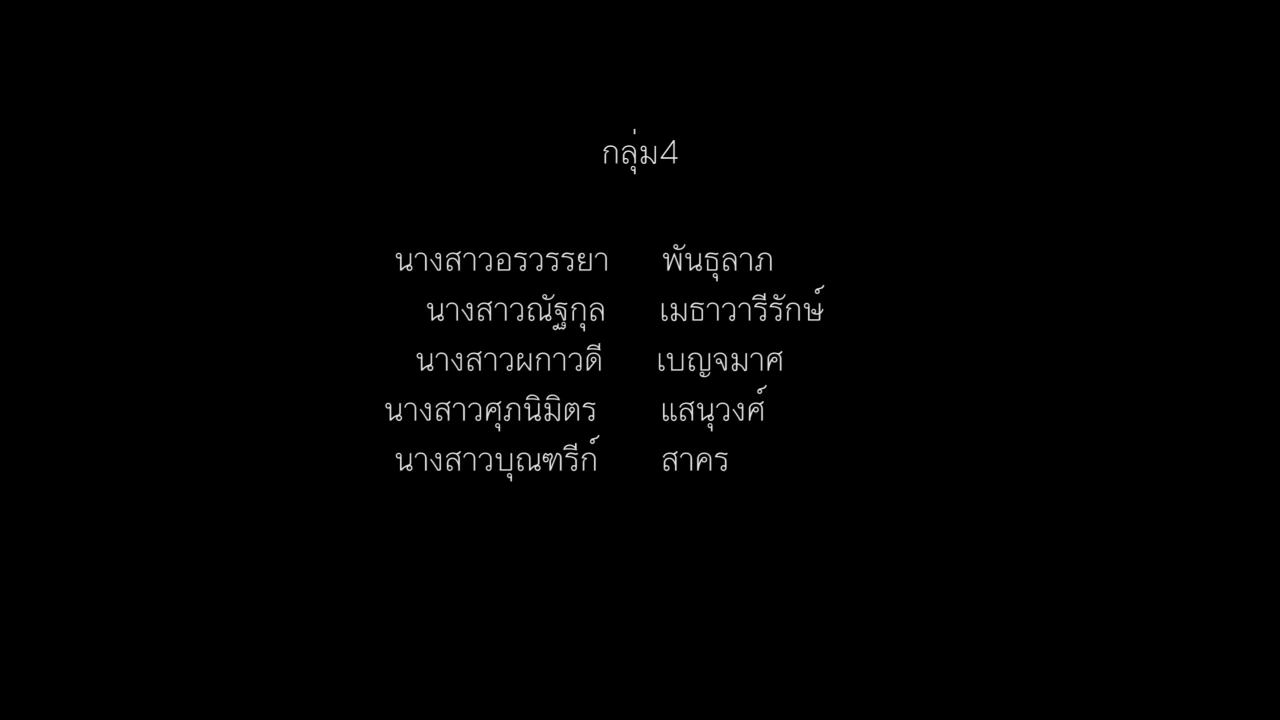 กลุ่ม4
นางสาวอรวรรยา พันธุลาภ
นางสาวณัฐกุล เมธาวารีรักษ์
นางสาวผกาวดี เบญจมาศ
นางสาวศุภนิมิตร แสนุวงศ์
นางสาวบุณฑรีก์ สาคร